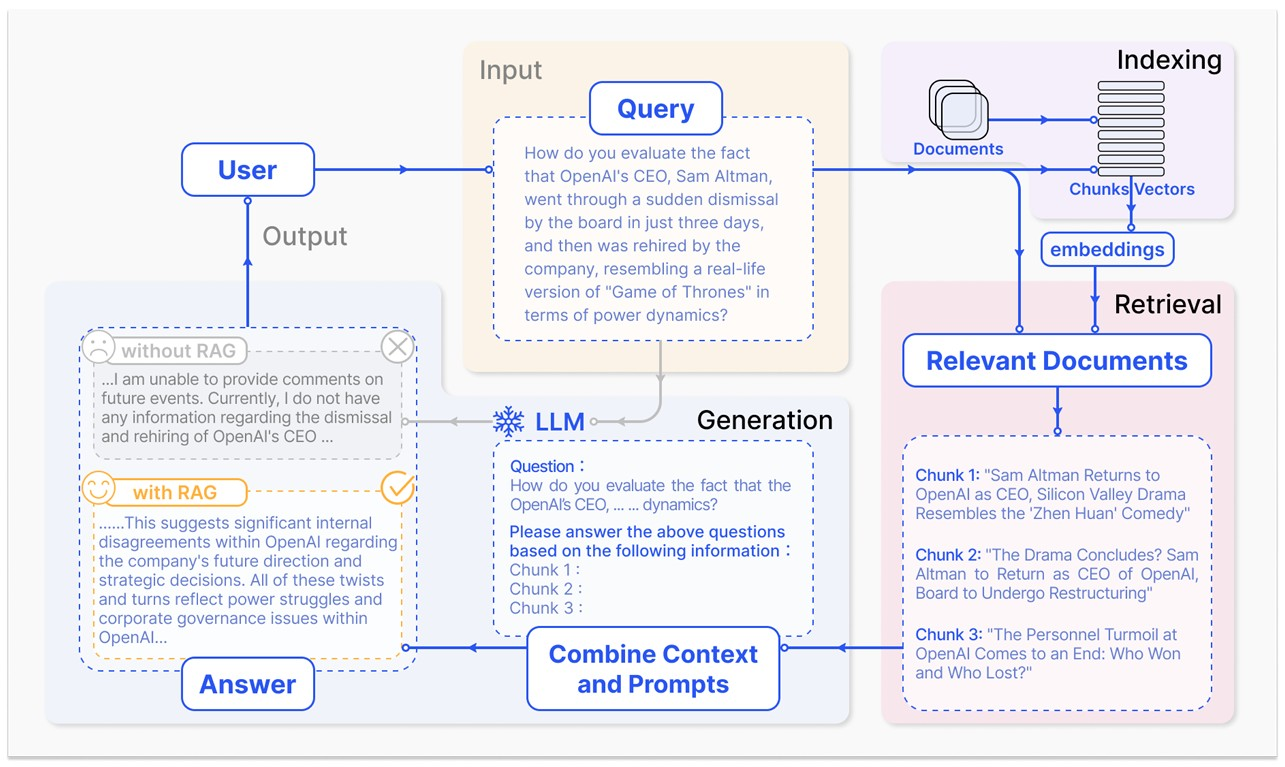 Input
Query
How do you evaluate the fact
that OpenAI's CEO, Sam Altman,
went through a sudden dismissal
by the board in just three days,
and then was rehired by the
company, resembling a real-life
version of "Game of Thrones" in
terms of power dynamics?
Indexing
Documents
Chunks Vectors
embeddings
User
Output
Retrieval
Relevant Documents
Chunk 1: "Sam Altman Returns to
OpenAI as CEO, Silicon Valley Drama
Resembles the 'Zhen Huan' Comedy"
Chunk 2: "The Drama Concludes? Sam
Altman to Return as CEO of OpenAI,
Board to Undergo Restructuring"
Chunk 3: "The Personnel Turmoil at
OpenAI Comes to an End: Who Won
and Who Lost?"
LLM
Generation
Question :
How do you evaluate the fact that the
OpenAI's CEO, ... ... dynamics?
Please answer the above questions
based on the following information :
Chunk 1 :
Chunk 2 :
Chunk 3 :
Combine Context
and Prompts
without RAG
...I am unable to provide comments on
future events. Currently, I do not have
any information regarding the dismissal
and rehiring of OpenAI's CEO ...
with RAG
......This suggests significant internal
disagreements within OpenAI regarding
the company's future direction and
strategic decisions. All of these twists
and turns reflect power struggles and
corporate governance issues within
OpenAI...
Answer